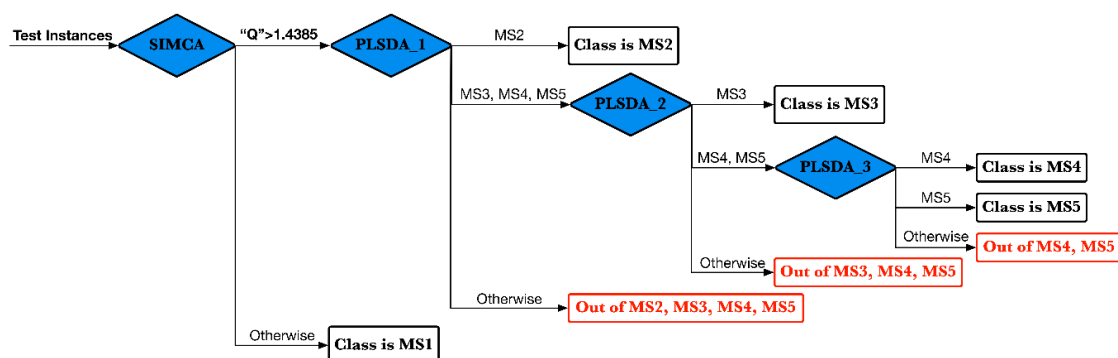 Test Instances
SIMCA
“Q”>1.4385
PLSDA_1
MS2
Class is MS2
MS3, MS4, MS5
PLSDA_2
MS3
Class is MS3
MS4, MS5
PLSDA_3
MS4
Class is MS4
MS5
Class is MS5
Otherwise
Out of MS4, MS5
Otherwise
Out of MS3, MS4, MS5
Otherwise
Out of MS2, MS3, MS4, MS5
Otherwise
Class is MS1